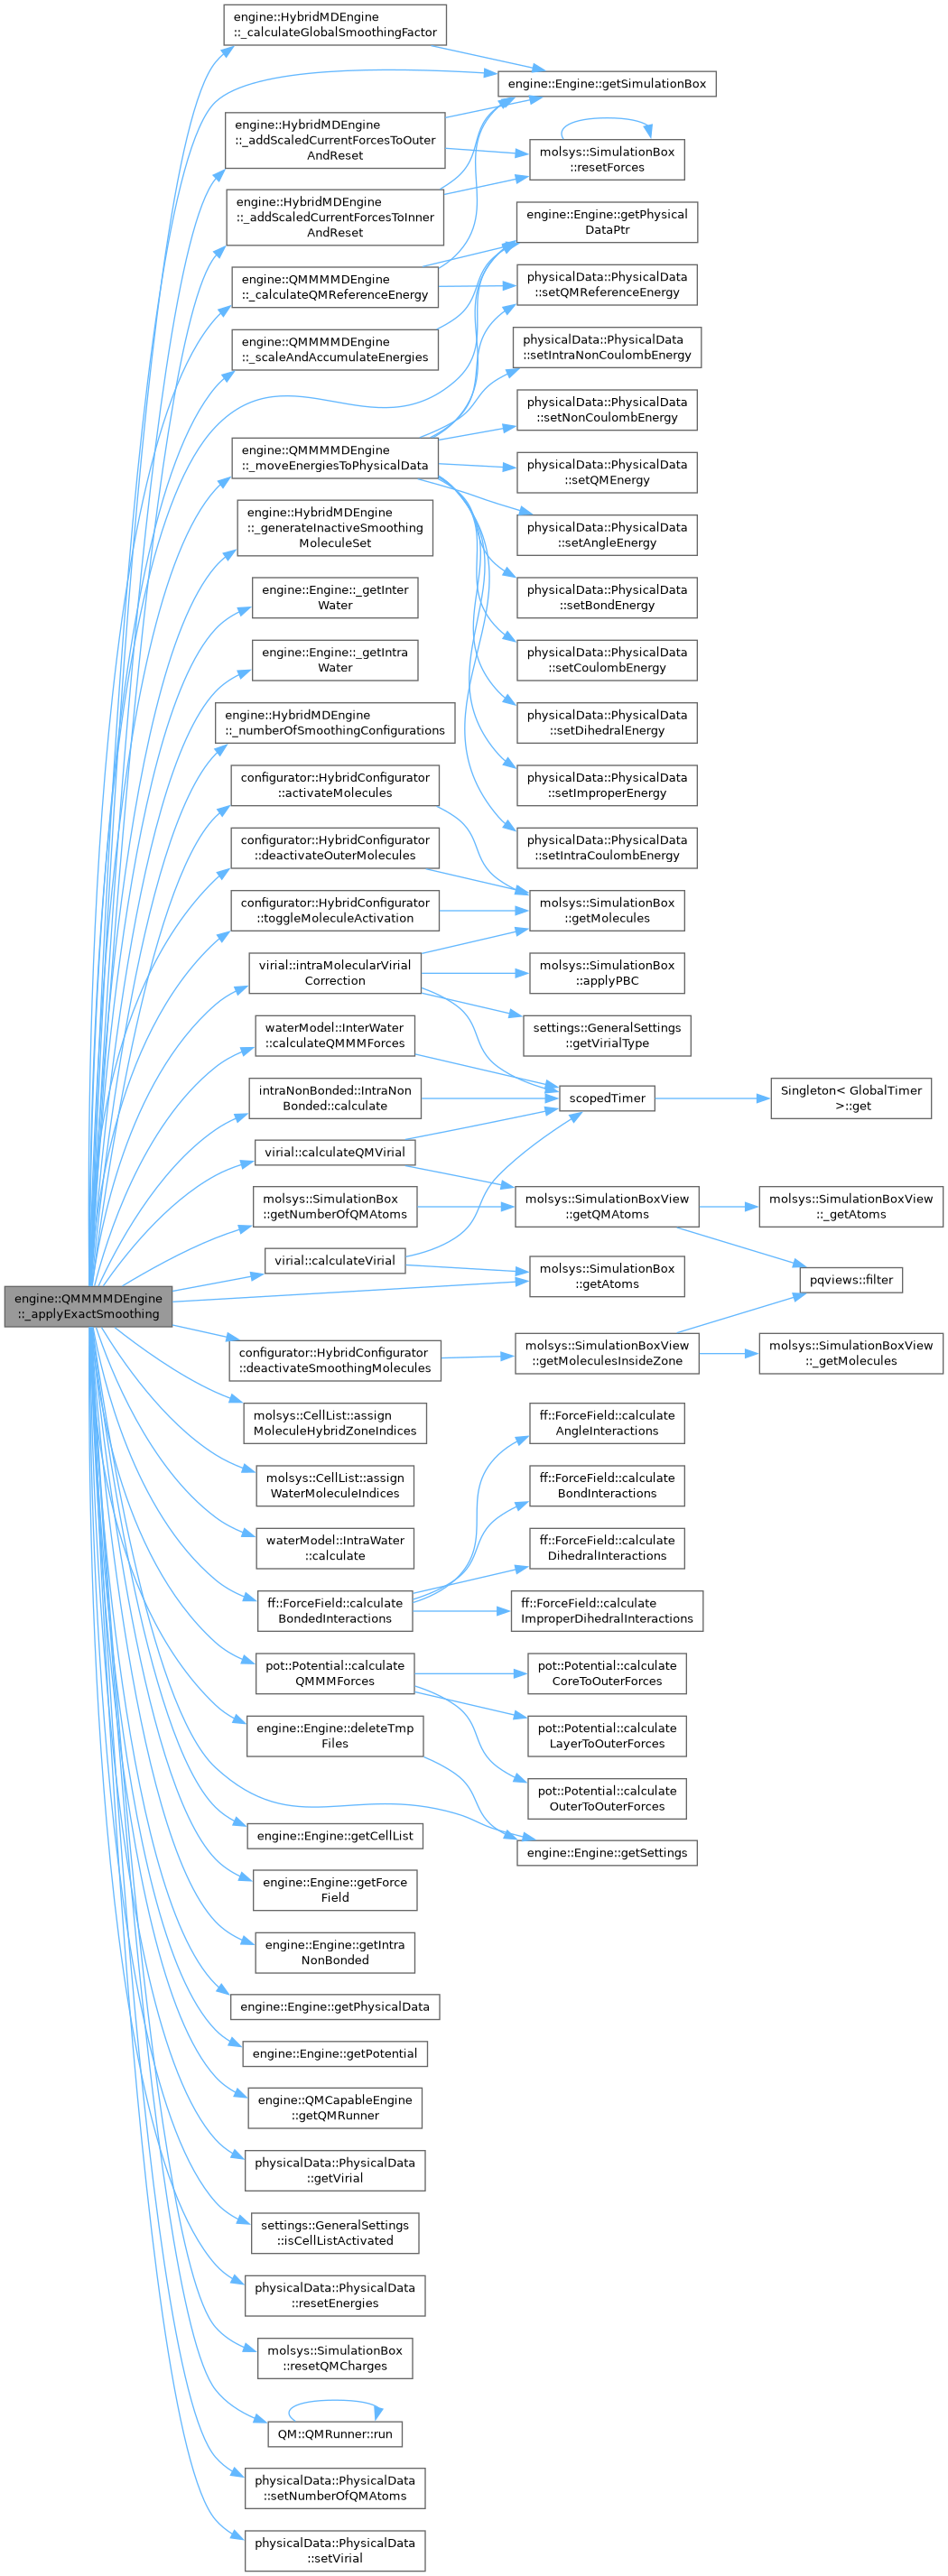 engine::HybridMDEngine
::_calculateGlobalSmoothingFactor
engine::Engine::getSimulationBox
engine::HybridMDEngine
::_addScaledCurrentForcesToOuter
AndReset
molsys::SimulationBox
::resetForces
engine::HybridMDEngine
::_addScaledCurrentForcesToInner
AndReset
engine::Engine::getPhysical
DataPtr
engine::QMMMMDEngine
::_calculateQMReferenceEnergy
physicalData::PhysicalData
::setQMReferenceEnergy
engine::QMMMMDEngine
::_scaleAndAccumulateEnergies
physicalData::PhysicalData
::setIntraNonCoulombEnergy
physicalData::PhysicalData
::setNonCoulombEnergy
engine::QMMMMDEngine
::_moveEnergiesToPhysicalData
physicalData::PhysicalData
::setQMEnergy
engine::HybridMDEngine
::_generateInactiveSmoothing
MoleculeSet
physicalData::PhysicalData
::setAngleEnergy
engine::Engine::_getInter
Water
physicalData::PhysicalData
::setBondEnergy
engine::Engine::_getIntra
Water
physicalData::PhysicalData
::setCoulombEnergy
engine::HybridMDEngine
::_numberOfSmoothingConfigurations
physicalData::PhysicalData
::setDihedralEnergy
configurator::HybridConfigurator
::activateMolecules
physicalData::PhysicalData
::setImproperEnergy
configurator::HybridConfigurator
::deactivateOuterMolecules
physicalData::PhysicalData
::setIntraCoulombEnergy
configurator::HybridConfigurator
::toggleMoleculeActivation
molsys::SimulationBox
::getMolecules
virial::intraMolecularVirial
Correction
molsys::SimulationBox
::applyPBC
waterModel::InterWater
::calculateQMMMForces
settings::GeneralSettings
::getVirialType
intraNonBonded::IntraNon
Bonded::calculate
scopedTimer
Singleton< GlobalTimer
>::get
virial::calculateQMVirial
molsys::SimulationBox
::getNumberOfQMAtoms
molsys::SimulationBoxView
::getQMAtoms
molsys::SimulationBoxView
::_getAtoms
virial::calculateVirial
molsys::SimulationBox
::getAtoms
pqviews::filter
engine::QMMMMDEngine
::_applyExactSmoothing
configurator::HybridConfigurator
::deactivateSmoothingMolecules
molsys::SimulationBoxView
::getMoleculesInsideZone
molsys::SimulationBoxView
::_getMolecules
molsys::CellList::assign
MoleculeHybridZoneIndices
ff::ForceField::calculate
AngleInteractions
molsys::CellList::assign
WaterMoleculeIndices
ff::ForceField::calculate
BondInteractions
waterModel::IntraWater
::calculate
ff::ForceField::calculate
DihedralInteractions
ff::ForceField::calculate
BondedInteractions
ff::ForceField::calculate
ImproperDihedralInteractions
pot::Potential::calculate
QMMMForces
pot::Potential::calculate
CoreToOuterForces
engine::Engine::deleteTmp
Files
pot::Potential::calculate
LayerToOuterForces
pot::Potential::calculate
OuterToOuterForces
engine::Engine::getCellList
engine::Engine::getSettings
engine::Engine::getForce
Field
engine::Engine::getIntra
NonBonded
engine::Engine::getPhysicalData
engine::Engine::getPotential
engine::QMCapableEngine
::getQMRunner
physicalData::PhysicalData
::getVirial
settings::GeneralSettings
::isCellListActivated
physicalData::PhysicalData
::resetEnergies
molsys::SimulationBox
::resetQMCharges
QM::QMRunner::run
physicalData::PhysicalData
::setNumberOfQMAtoms
physicalData::PhysicalData
::setVirial